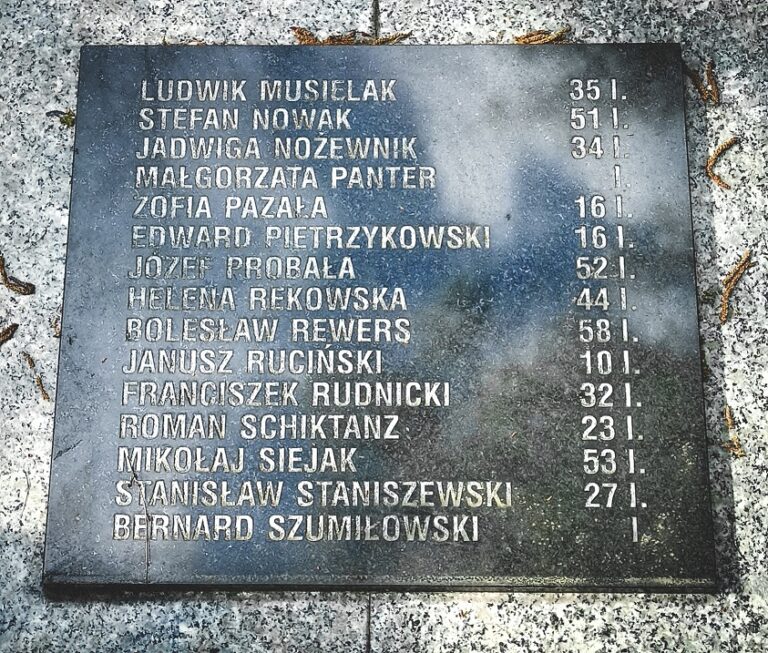 LUDWIK MUSIELAK 35 l.
STEFAN NOWAK 51 l.
JADWIGA NOŻEWNIK 34 l.
MAŁGORZATA PANTER l.
ZOFIA PAZAŁA 16 l.
EDWARD PIETRZYKOWSKI 16 l.
JÓZEF PROBAŁA 52 l.
HELENA REKOWSKA 44 l.
BOLESŁAW REWERS 58 l.
JANUSZ RUCIŃSKI 10 l.
FRANCISZEK RUDNICKI 32 l.
ROMAN SCHIKTANZ 23 l.
MIKOŁAJ SIEJAK 53 l.
STANISŁAW STANISZEWSKI 27 l.
BERNARD SZUMIŁOWSKI l.